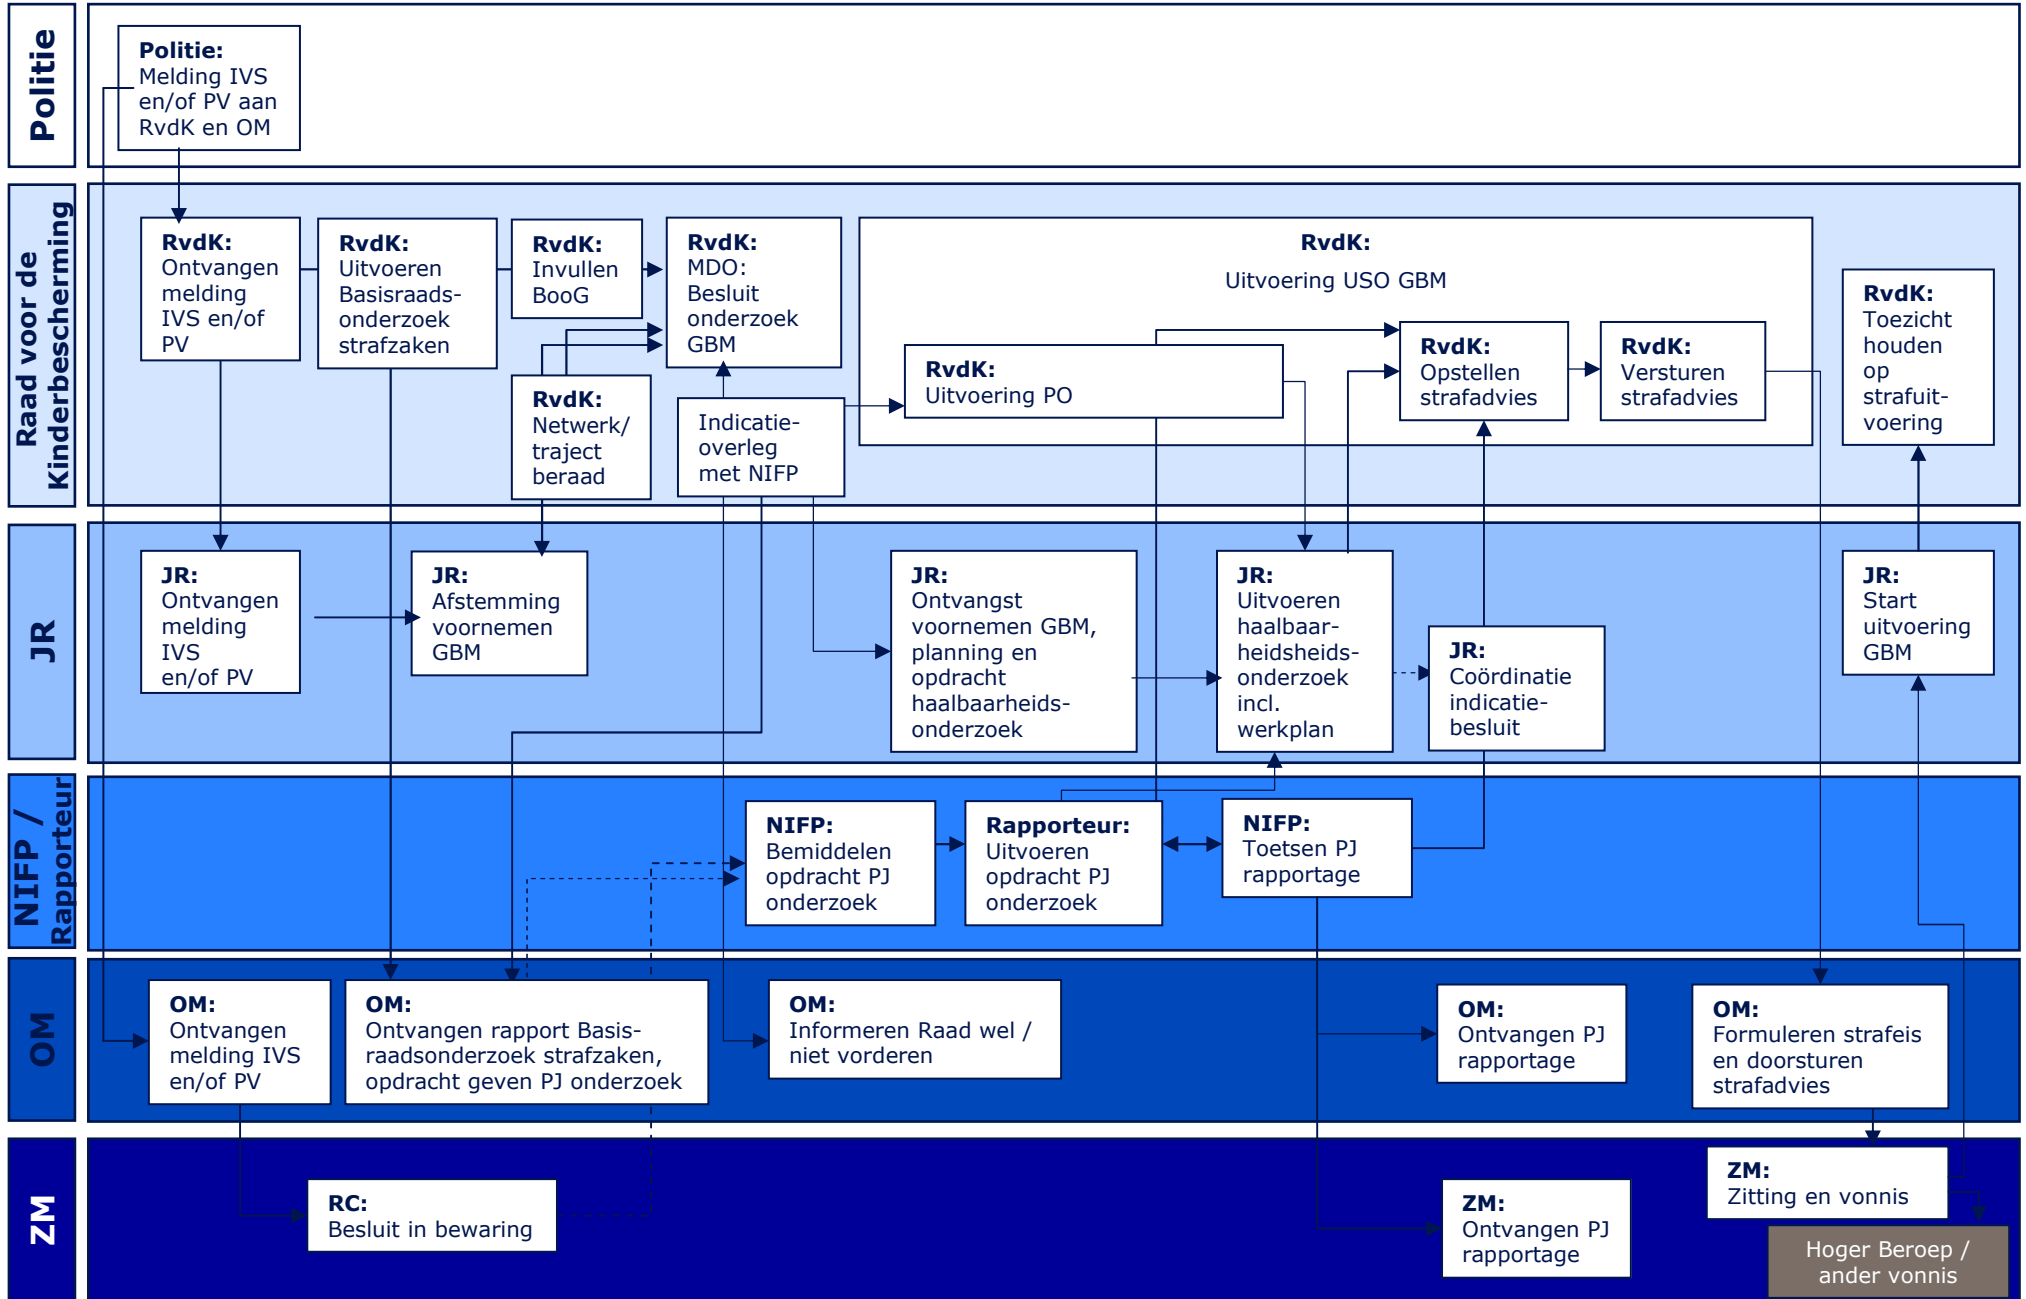 Politie
Politie:
Melding IVS
en/of PV aan
RvdK en OM
Raad voor de
Kinderbescherming
RvdK:
Ontvangen
melding
IVS en/of
PV
RvdK:
Uitvoeren
Basisraads-
onderzoek
strafzaken
RvdK:
Invullen
BooG
RvdK:
MDO:
Besluit
onderzoek
GBM
RvdK:
Netwerk/
traject
beraad
Indicatie-
overleg
met NIFP
RvdK:
Uitvoering USO GBM
RvdK:
Uitvoering PO
RvdK:
Opstellen
strafadvies
RvdK:
Versturen
strafadvies
RvdK:
Toezicht
houden
op
strafuit-
voering
JR
JR:
Ontvangen
melding
IVS
en/of PV
JR:
Afstemming
voornemen
GBM
JR:
Ontvangst
voornemen GBM,
planning en
opdracht
haalbaarheids-
onderzoek
JR:
Uitvoeren
haalbaar-
heidsheids-
onderzoek
incl.
werkplan
JR:
Coördinatie
indicatie-
besluit
JR:
Start
uitvoering
GBM
NIFP /
Rapporteur
NIFP:
Bemiddelen
opdracht PJ
onderzoek
Rapporteur:
Uitvoeren
opdracht PJ
onderzoek
NIFP:
Toetsen PJ
rapportage
OM
OM:
Ontvangen
melding IVS
en/of PV
OM:
Ontvangen rapport Basis-
raadsonderzoek strafzaken,
opdracht geven PJ onderzoek
OM:
Informeren Raad wel /
niet vorderen
OM:
Ontvangen PJ
rapportage
OM:
Formuleren strafeis
en doorsturen
strafadvies
ZM
RC:
Besluit in bewaring
ZM:
Ontvangen PJ
rapportage
ZM:
Zitting en vonnis
Hoger Beroep /
ander vonnis